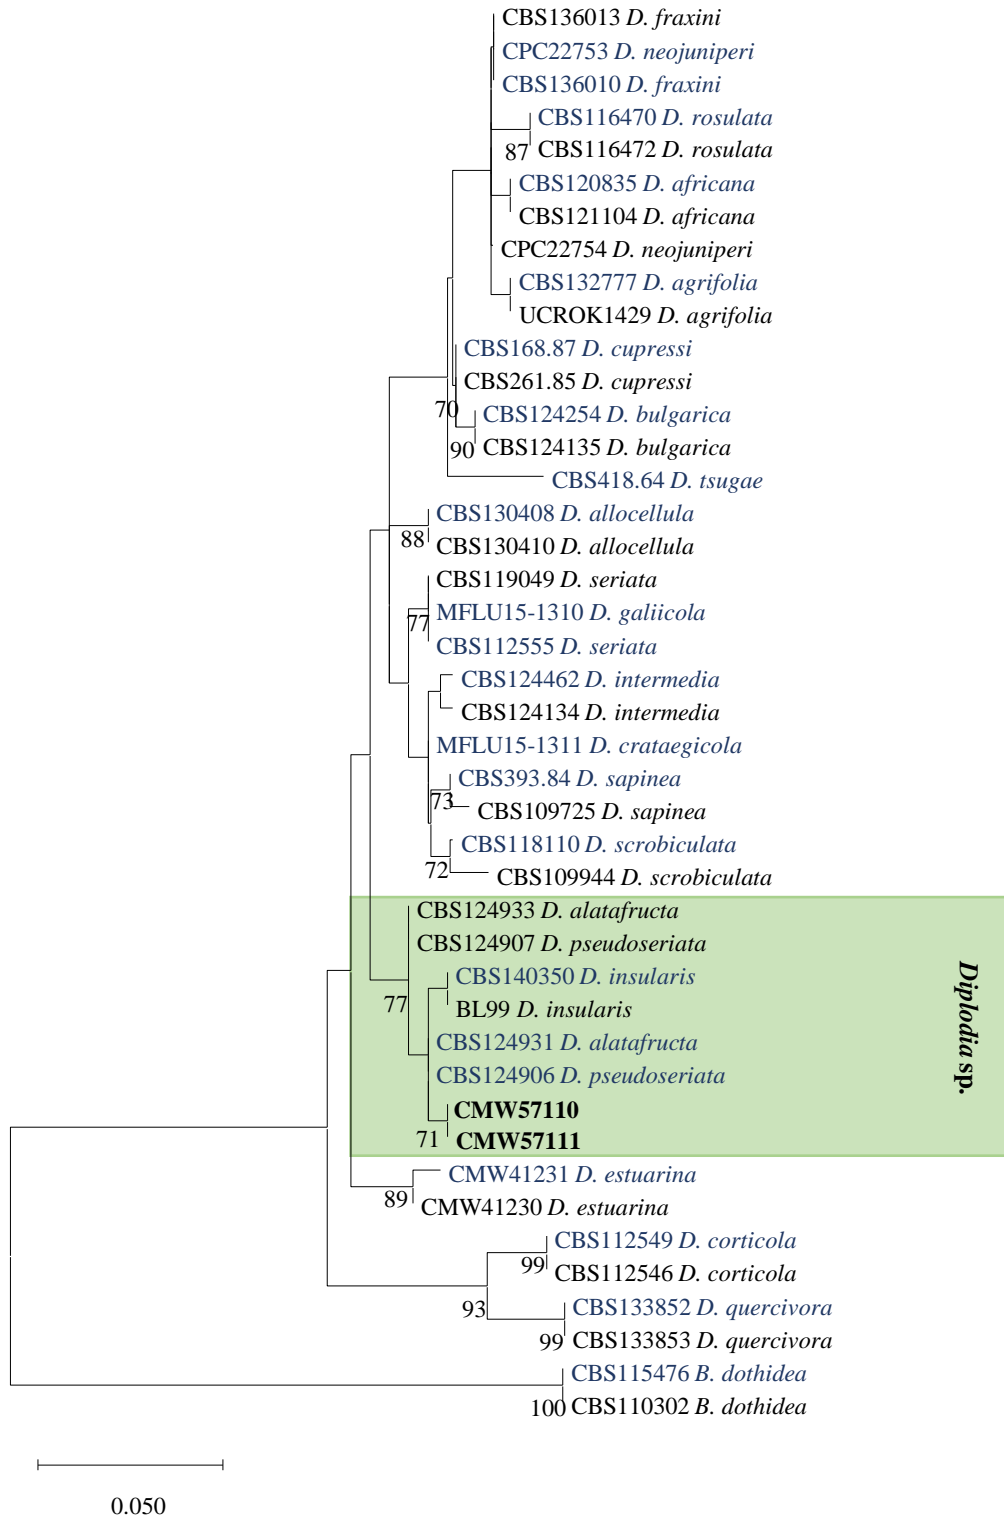 CBS136013 D. fraxini
CPC22753 D. neojuniperi
CBS136010 D. fraxini
CBS116470 D. rosulata
87 CBS116472 D. rosulata
CBS120835 D. africana
CBS121104 D. africana
CPC22754 D. neojuniperi
CBS132777 D. agrifolia
UCROK1429 D. agrifolia
CBS168.87 D. cupressi
CBS261.85 D. cupressi
70
CBS124254 D. bulgarica
90 CBS124135 D. bulgarica
CBS418.64 D. tsugae
CBS130408 D. allocellula
88 CBS130410 D. allocellula
CBS119049 D. seriata
MFLU15-1310 D. galiicola
77
CBS112555 D. seriata
CBS124462 D. intermedia
CBS124134 D. intermedia
MFLU15-1311 D. crataegicola
CBS393.84 D. sapinea
73 CBS109725 D. sapinea
CBS118110 D. scrobiculata
72 CBS109944 D. scrobiculata
CBS124933 D. alatafructa
CBS124907 D. pseudoseriata
CBS140350 D. insularis
77 BL99 D. insularis
CBS124931 D. alatafructa
CBS124906 D. pseudoseriata
CMW57110
71 CMW57111
Diplodia sp.
CMW41231 D. estuarina
89 CMW41230 D. estuarina
CBS112549 D. corticola
99 CBS112546 D. corticola
93 CBS133852 D. quercivora
99 CBS133853 D. quercivora
CBS115476 B. dothidea
100 CBS110302 B. dothidea
0.050